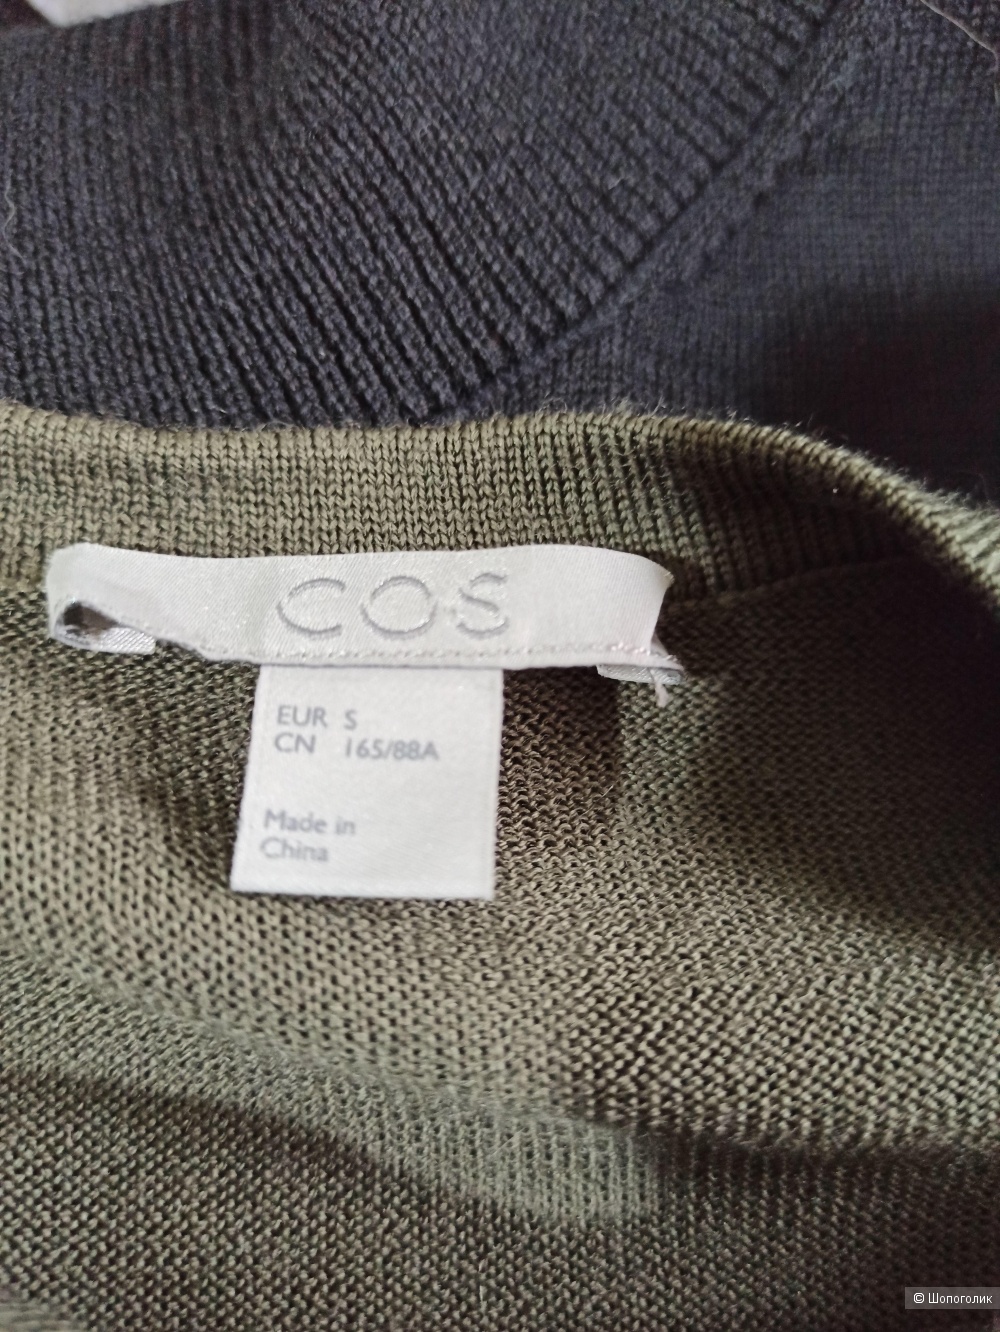 COS
EUR S
CN 165/88A
Made in
China
© Шопоголик